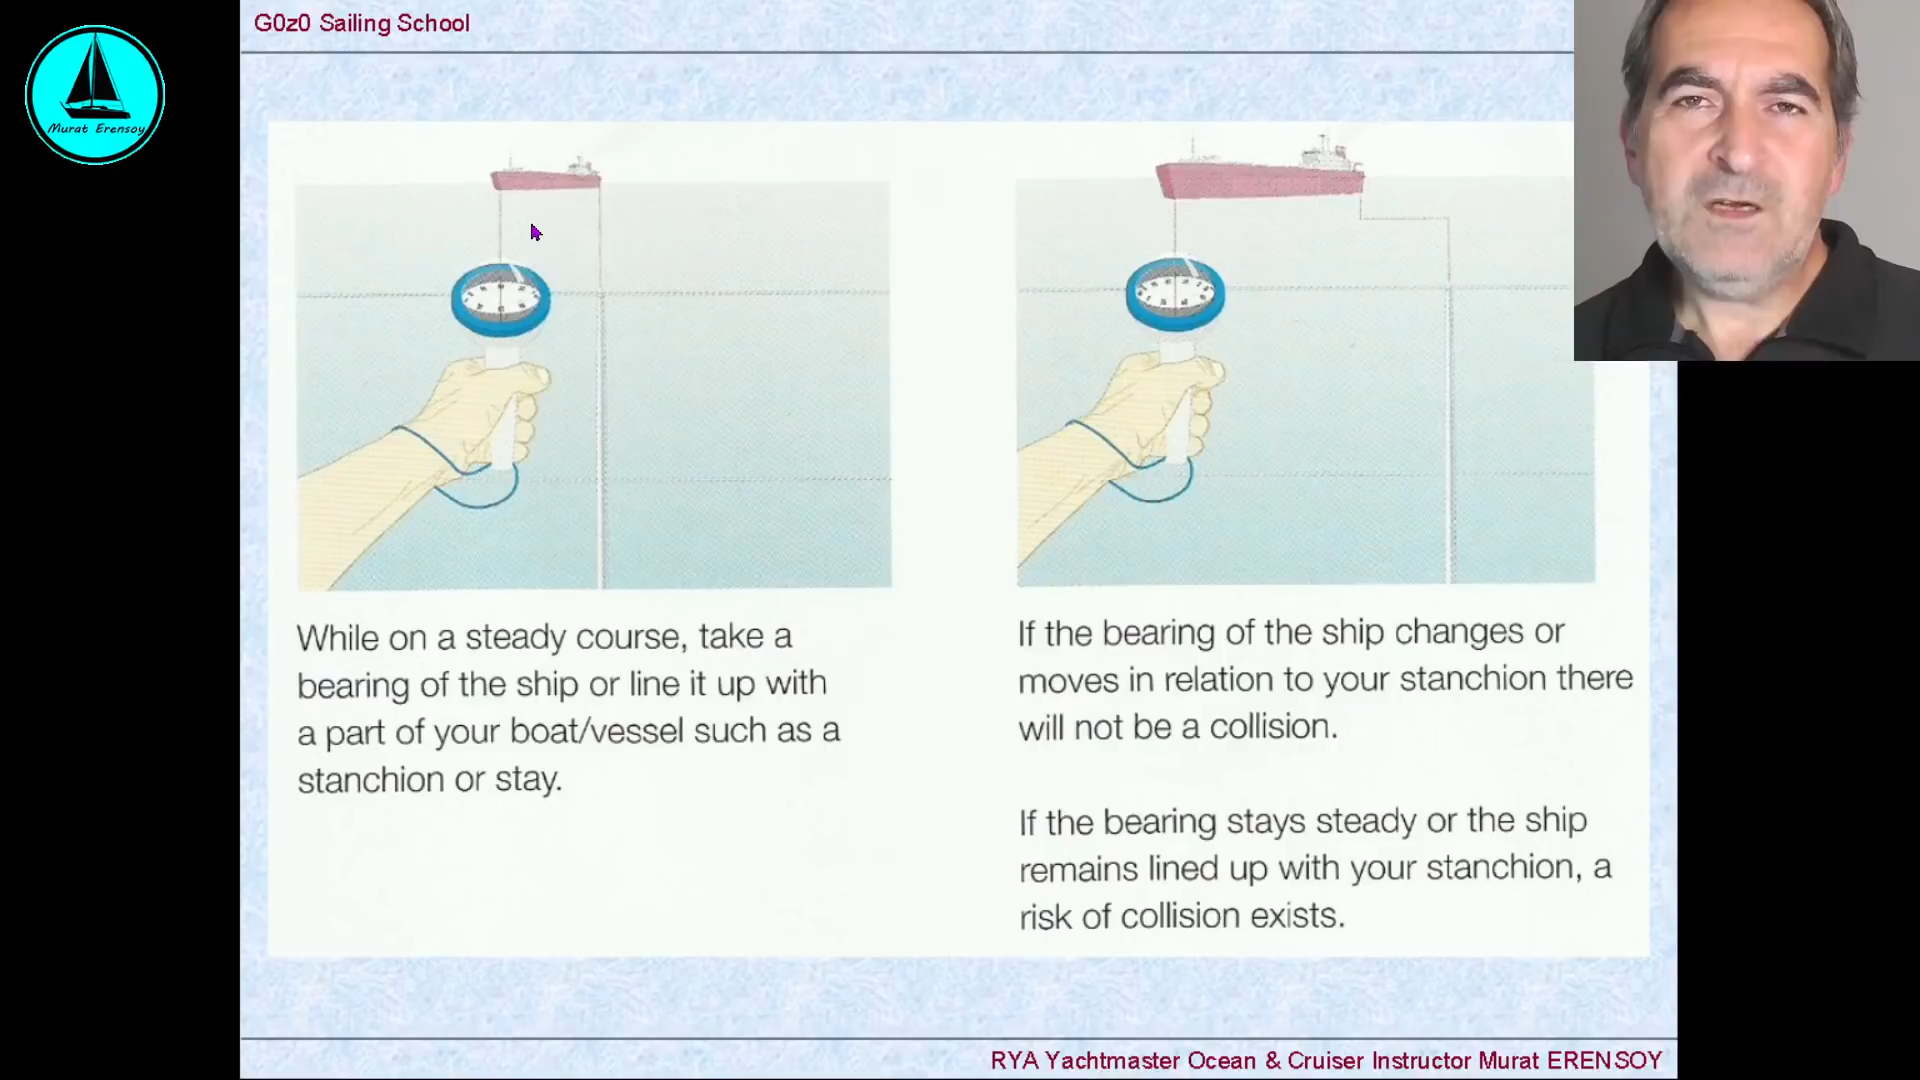 G0z0 Sailing School
Murat Erensoy
While on a steady course, take a
bearing of the ship or line it up with
a part of your boat/vessel such as a
stanchion or stay.
If the bearing of the ship changes or
moves in relation to your stanchion there
will not be a collision.
If the bearing stays steady or the ship
remains lined up with your stanchion, a
risk of collision exists.
RYA Yachtmaster Ocean & Cruiser Instructor Murat ERENSOY